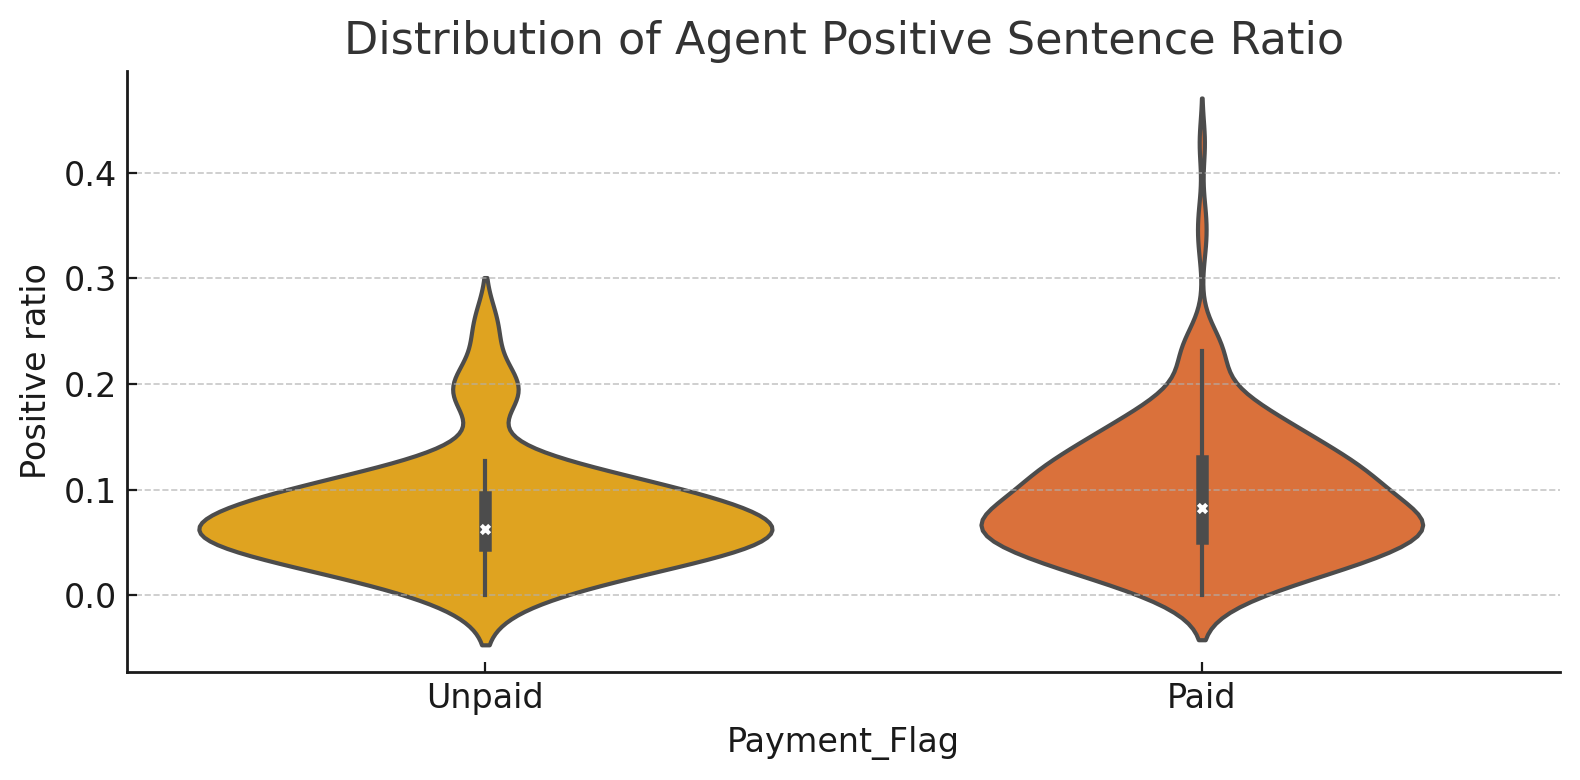 Distribution of Agent Positive Sentence Ratio
Positive ratio
0.4
0.3
0.2
0.1
0.0
Unpaid
Paid
Payment_Flag